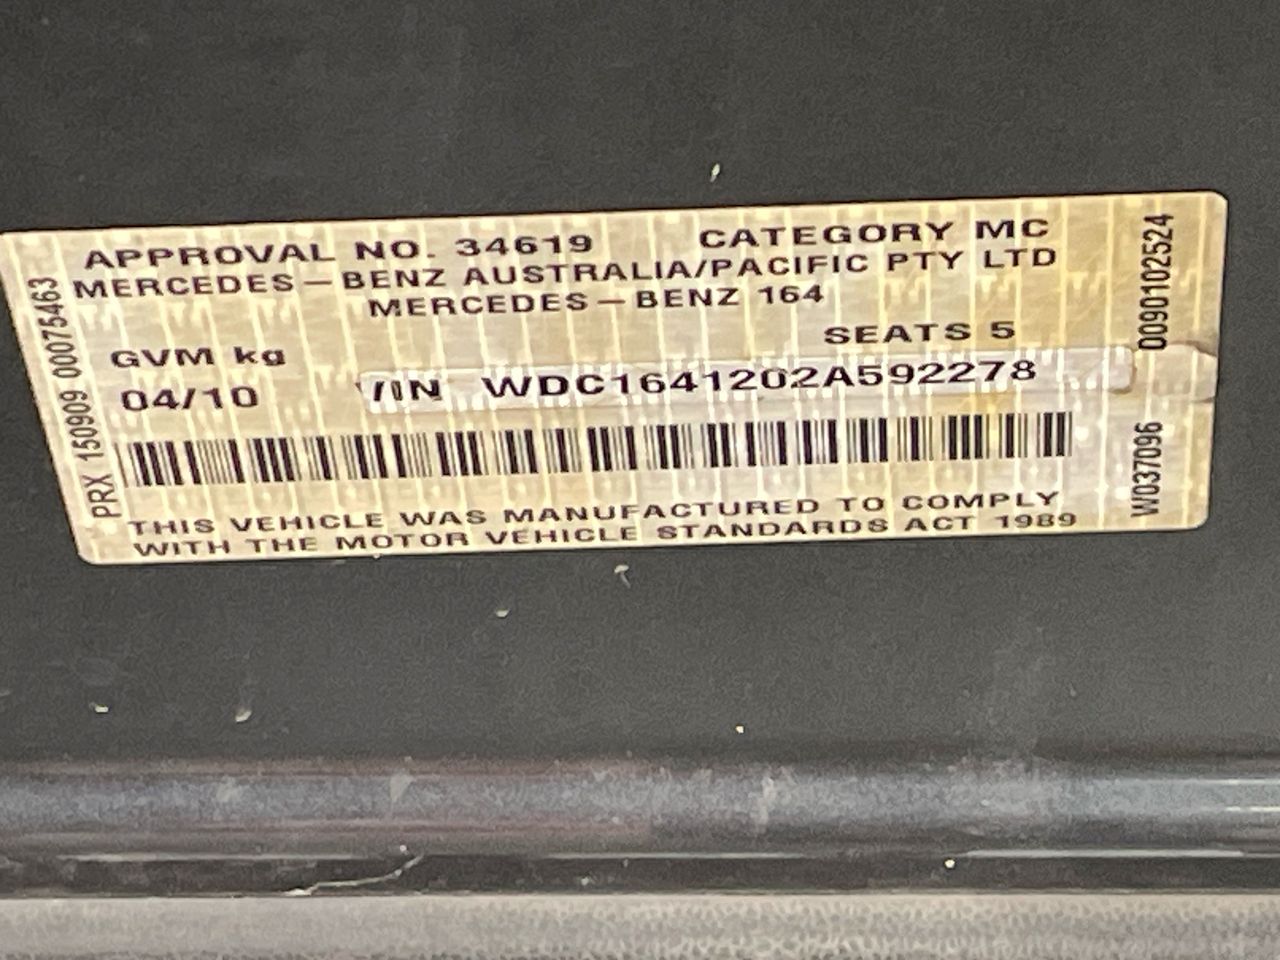 APPROVAL NO. 34619 CATEGORY MC
MERCEDES-BENZ AUSTRALIA/PACIFIC PTY LTD
MERCEDES-BENZ 164
SEATS 5
GVM kg
04/10 VIN WDC1641202A592278
THIS VEHICLE WAS MANUFACTURED TO COMPLY
WITH THE MOTOR VEHICLE STANDARDS ACT 1989
PRX 150909 00075463
W037096 0090102524